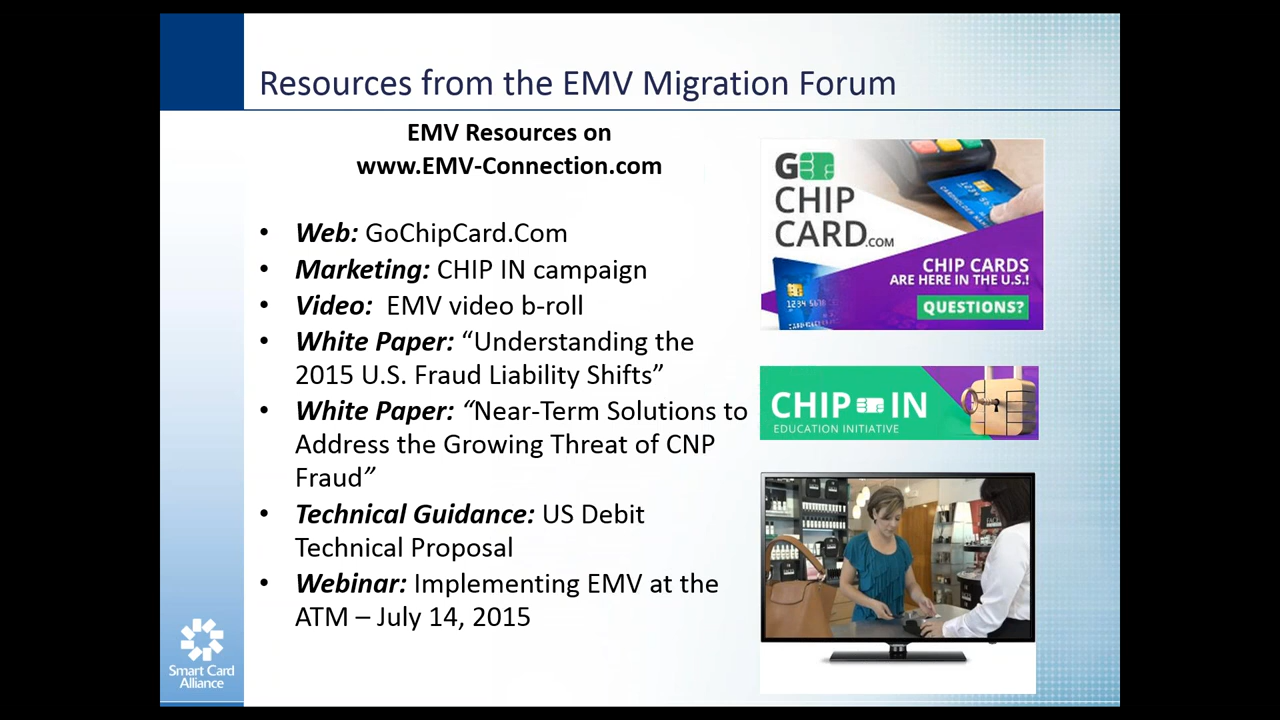 Resources from the EMV Migration Forum
EMV Resources on
www.EMV-Connection.com
• Web: GoChipCard.Com
• Marketing: CHIP IN campaign
• Video: EMV video b-roll
• White Paper: “Understanding the
2015 U.S. Fraud Liability Shifts”
• White Paper: “Near-Term Solutions to
Address the Growing Threat of CNP
Fraud”
• Technical Guidance: US Debit
Technical Proposal
• Webinar: Implementing EMV at the
ATM – July 14, 2015
GO
CHIP
CARD.COM
CHIP CARDS
ARE HERE IN THE U.S.!
QUESTIONS?
1234 5678
CHIP IN
EDUCATION INITIATIVE
Smart Card
Alliance